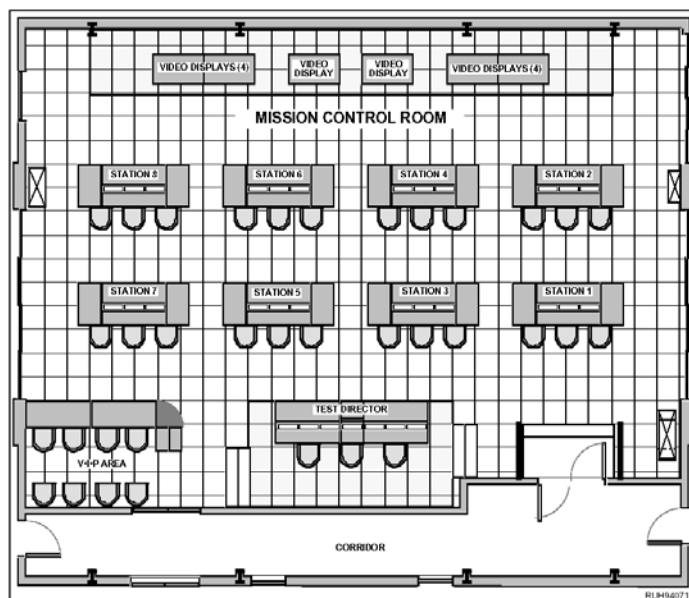 VIDEO DISPLAYS (4)
VIDEO
DISPLAY
VIDEO
DISPLAY
VIDEO DISPLAYS (4)
MISSION CONTROL ROOM
STATION 8
STATION 6
STATION 4
STATION 2
STATION 7
STATION 5
STATION 3
STATION 1
TEST DIRECTOR
V-I-P AREA
CORRIDOR
RUH94071